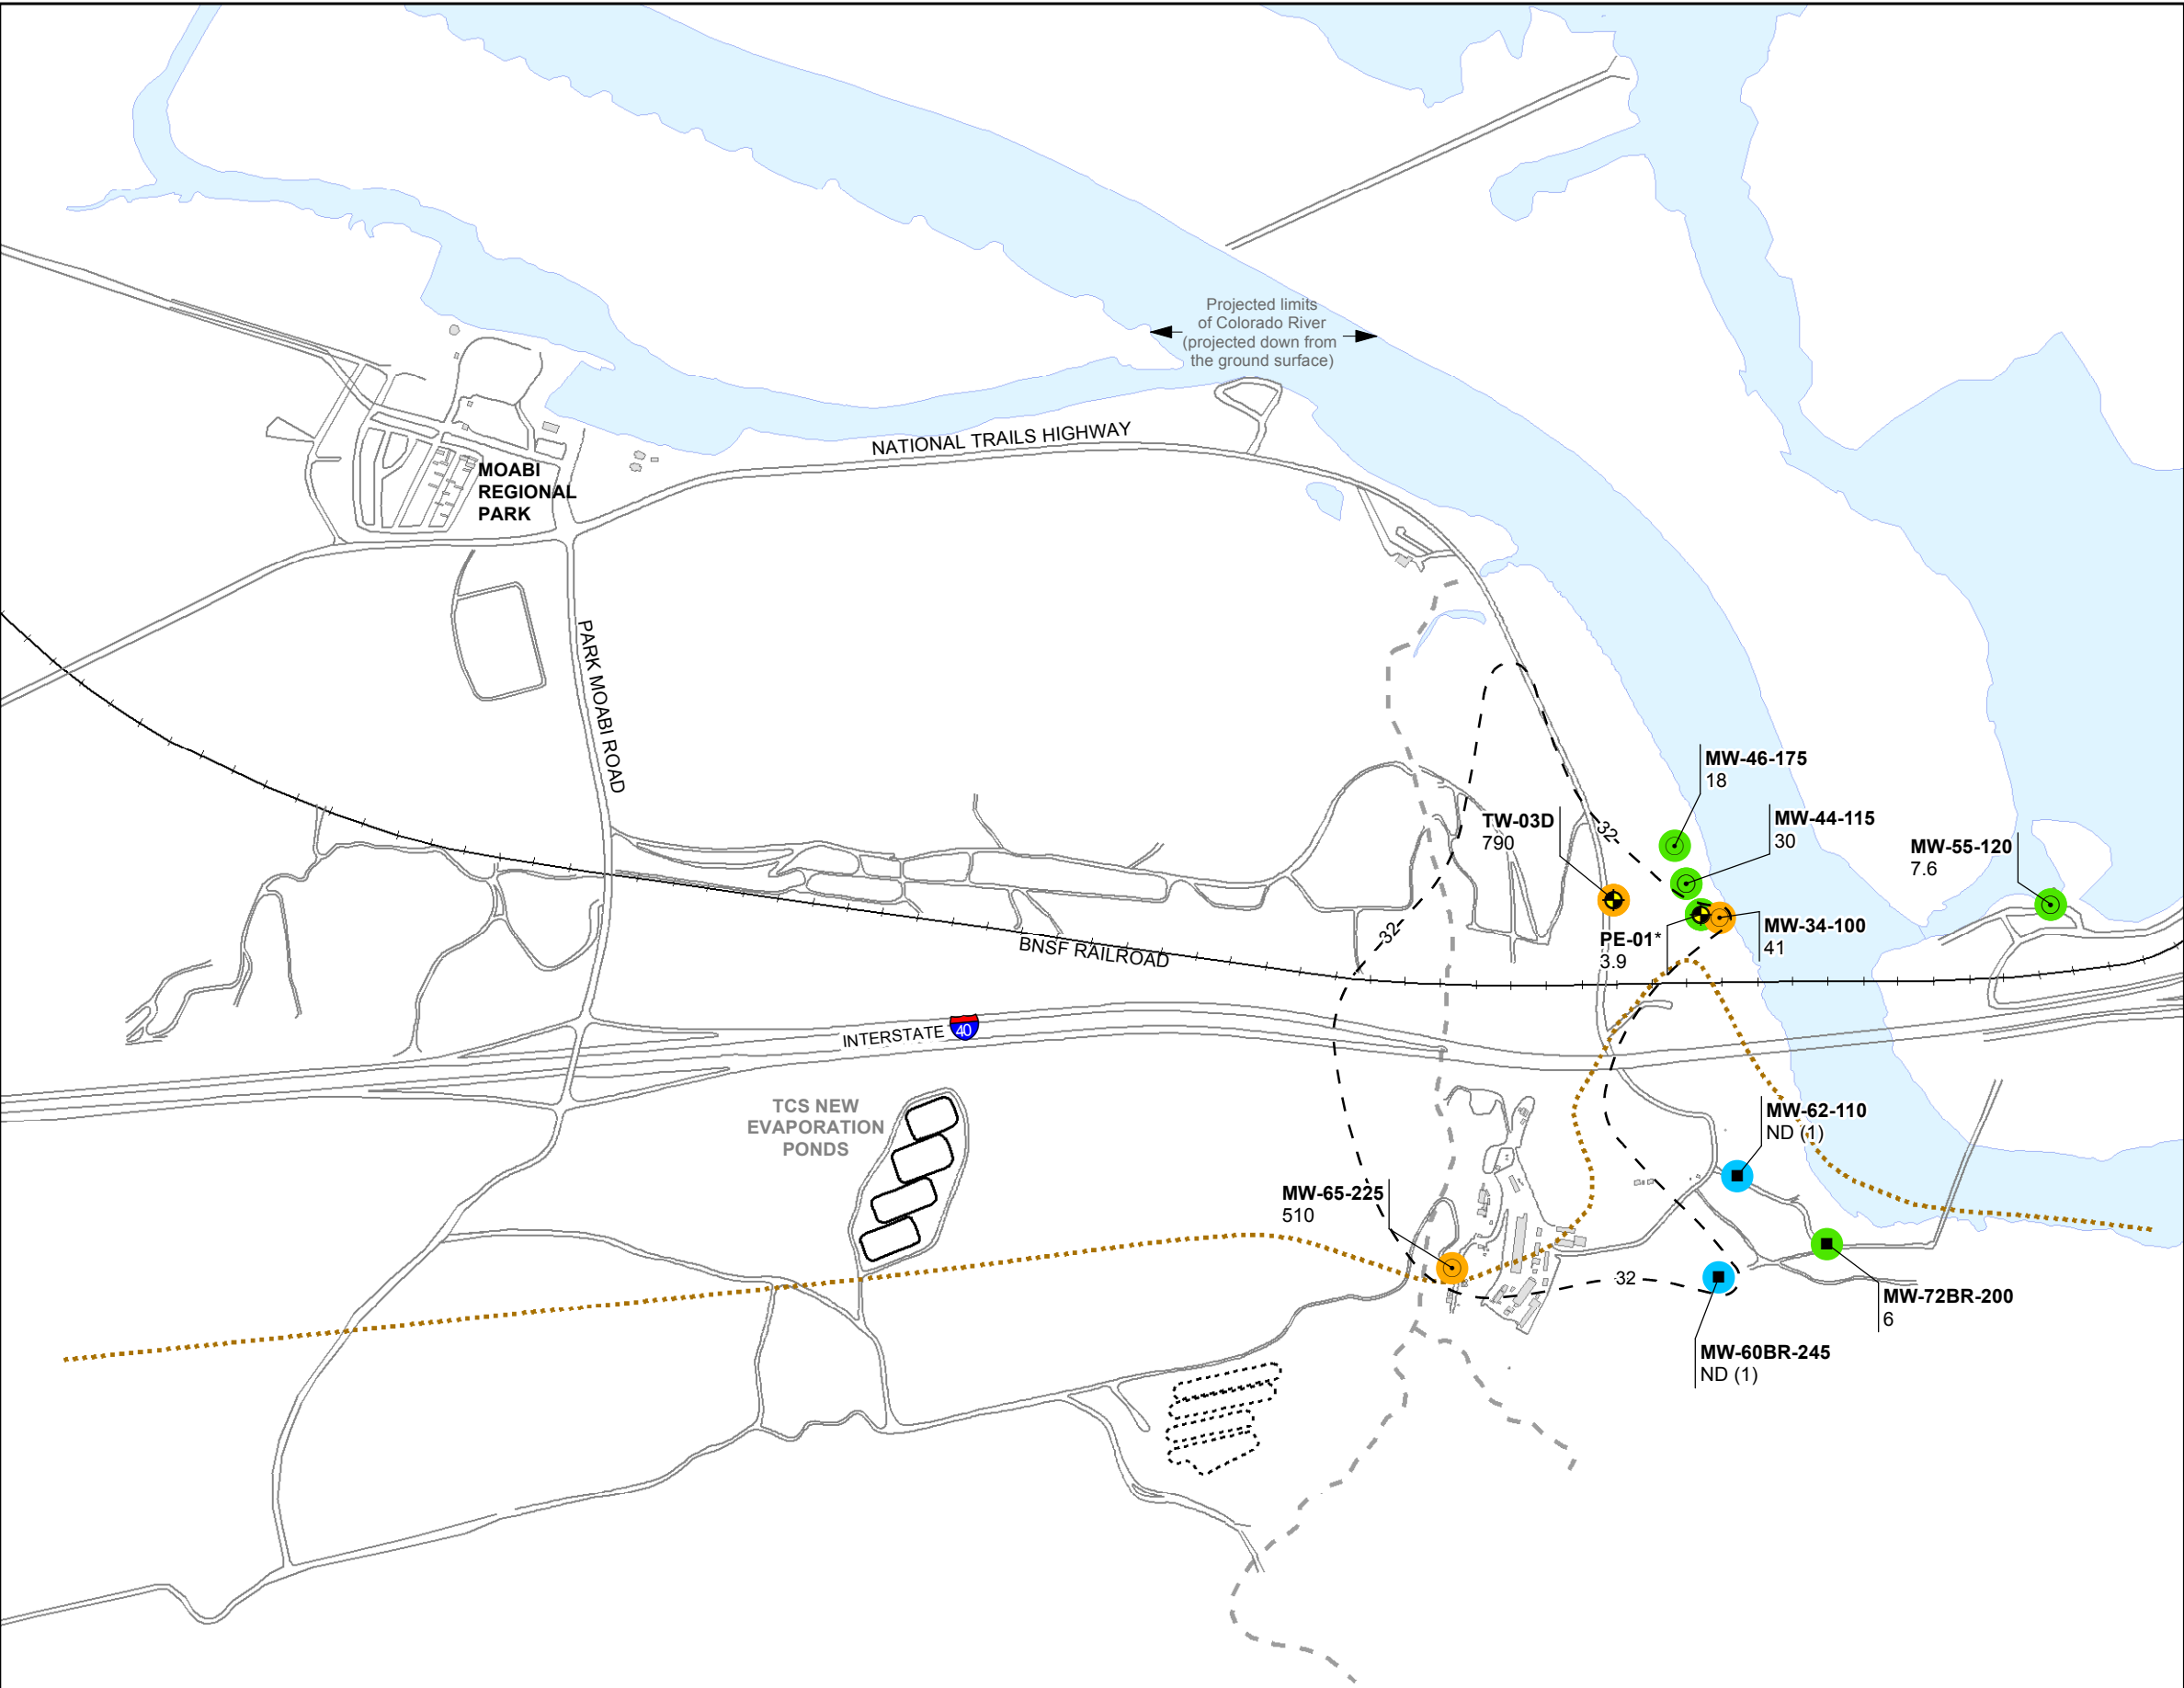 Projected limits
of Colorado River
(projected down from
the ground surface)
NATIONAL TRAILS HIGHWAY
MOABI
REGIONAL
PARK
PARK MOABI ROAD
MW-46-175
18
MW-44-115
30
TW-03D
790
32
MW-55-120
7.6
MW-34-100
41
PE-01*
3.9
32
BNSF RAILROAD
INTERSTATE 40
TCS NEW
EVAPORATION
PONDS
MW-62-110
ND (1)
MW-65-225
510
32
MW-72BR-200
6
MW-60BR-245
ND (1)